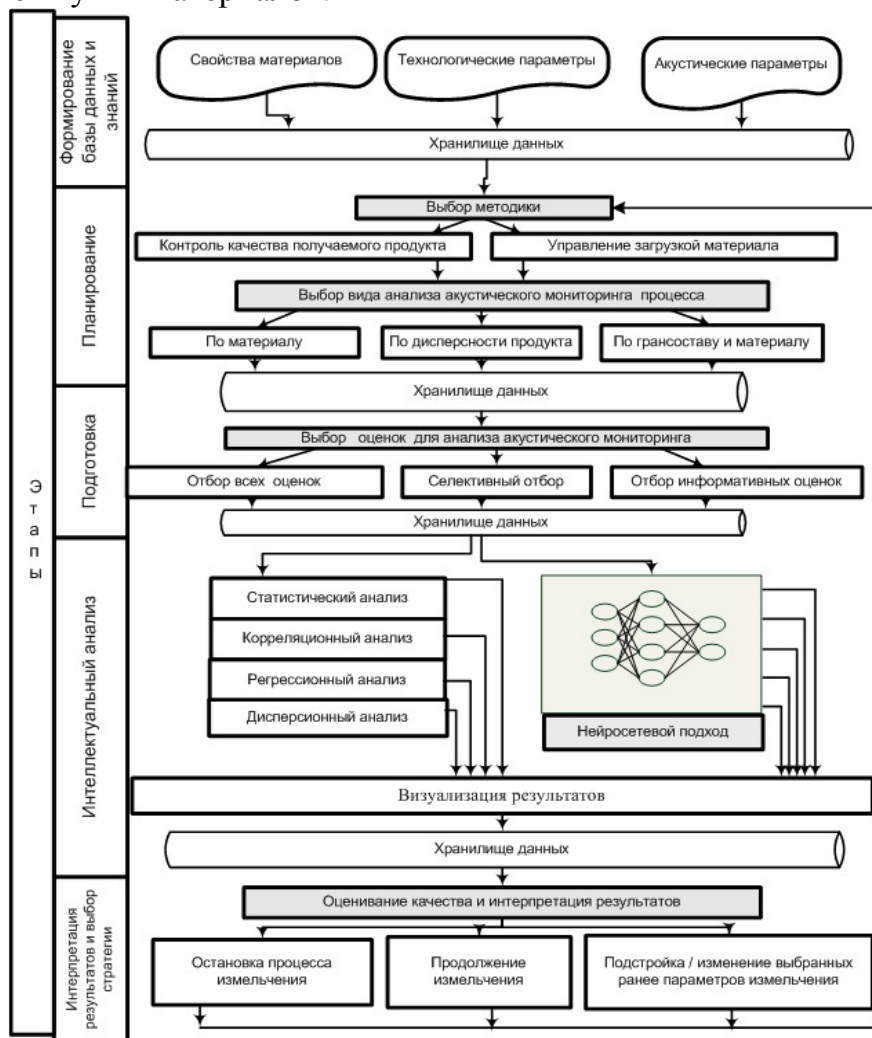 Формирование
базы данных и
знаний
Свойства материалов
Технологические параметры
Акустические параметры
Хранилище данных
Планирование
Выбор методики
Контроль качества получаемого продукта
Управление загрузкой материала
Выбор вида анализа акустического мониторинга процесса
По материалу
По дисперсности продукта
По грансоставу и материалу
Хранилище данных
Подготовка
Выбор оценок для анализа акустического мониторинга
Отбор всех оценок
Селективный отбор
Отбор информативных оценок
Хранилище данных
Этапы
Интеллектуальный анализ
Статистический анализ
Корреляционный анализ
Регрессионный анализ
Дисперсионный анализ
Нейросетевой подход
Визуализация результатов
Хранилище данных
Интерпретация
результатов и выбор
стратегии
Оценивание качества и интерпретация результатов
Остановка процесса
измельчения
Продолжение
измельчения
Подстройка / изменение выбранных
ранее параметров измельчения